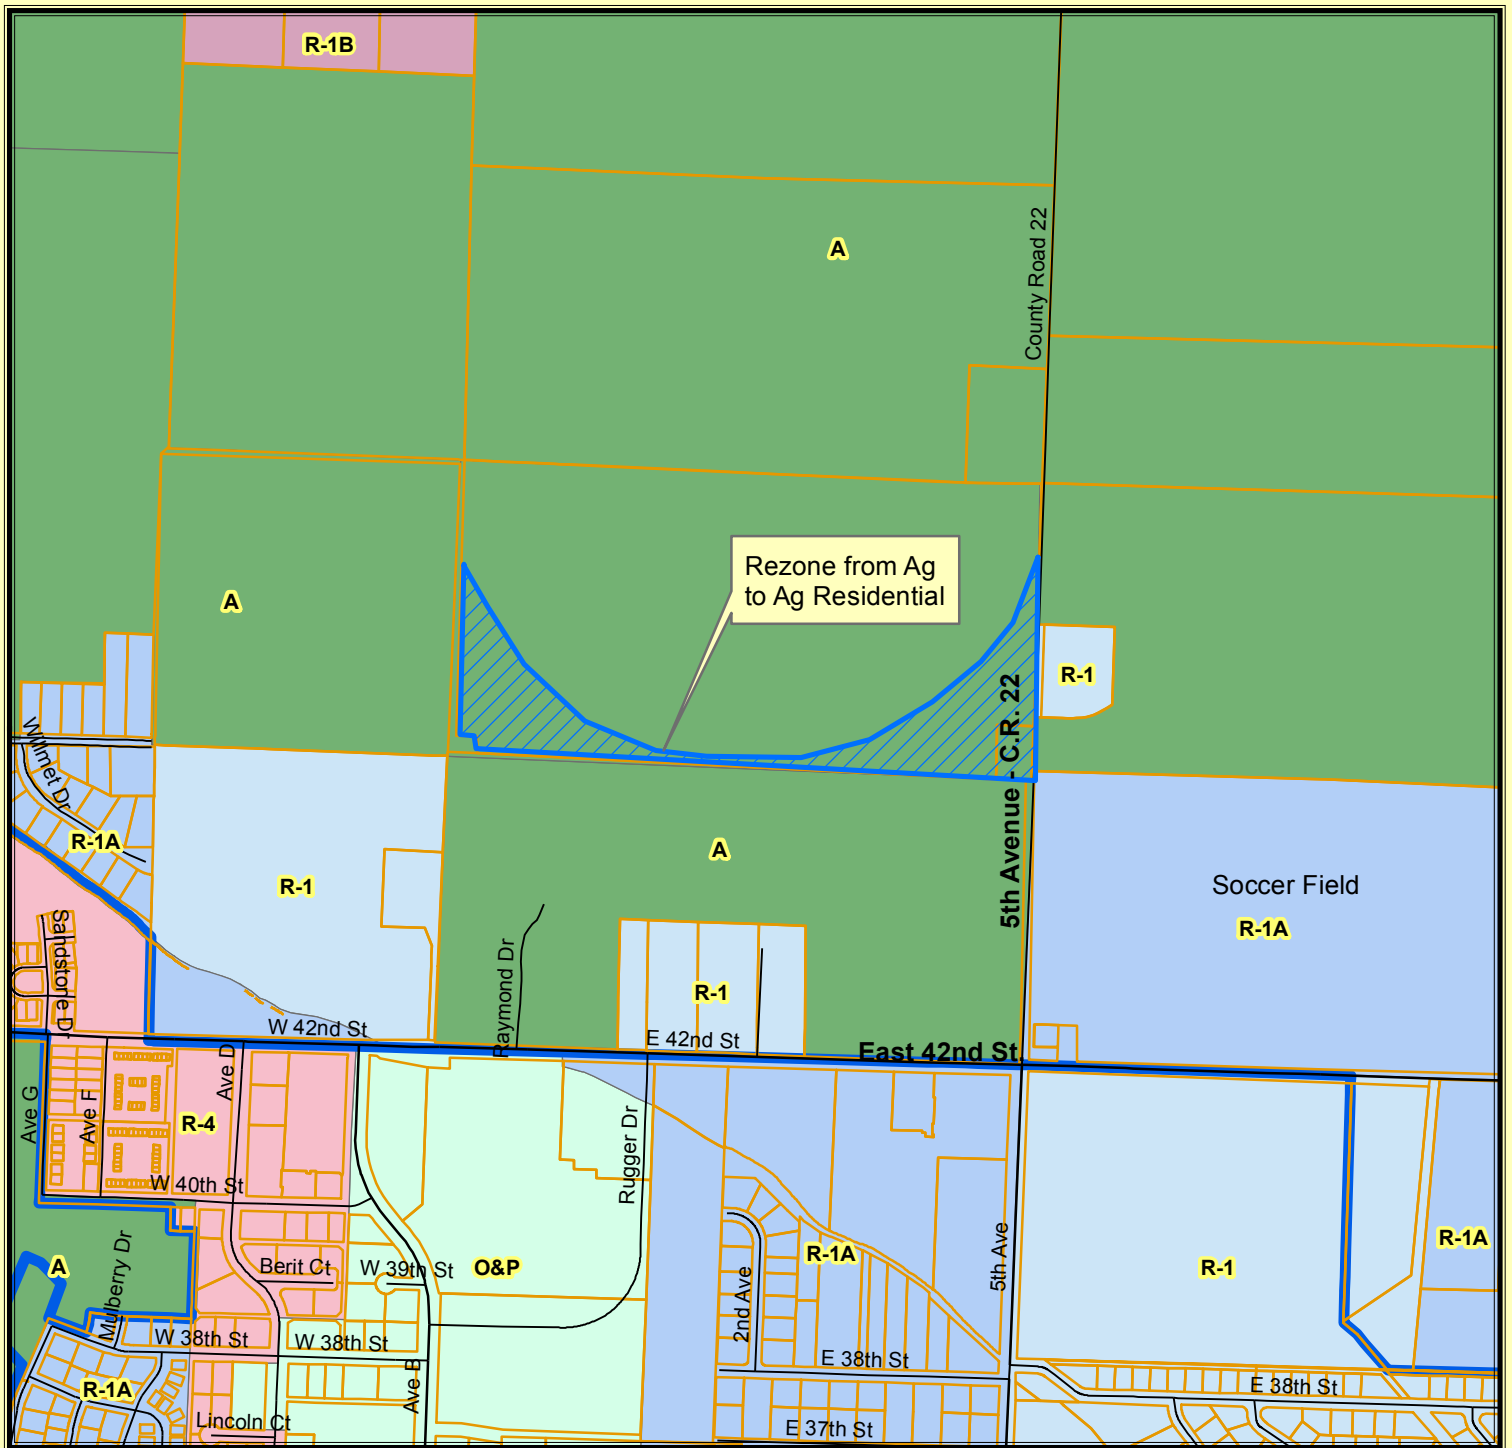 R-1B
A
County Road 22
Rezone from Ag
to Ag Residential
A
R-1
5th Avenue - C.R. 22
Willmet Dr
R-1A
A
R-1
Soccer Field
R-1A
Sandstone Dr
Raymond Dr
R-1
W 42nd St
E 42nd St
East 42nd St.
Ave G
Ave F
Ave D
R-4
W 40th St
Rugger Dr
A
Mulberry Dr
Berit Ct
W 39th St
O&P
2nd Ave
R-1A
5th Ave
R-1
R-1A
W 38th St
W 38th St
Ave B
E 38th St
E 38th St
R-1A
Lincoln Ct
E 37th St